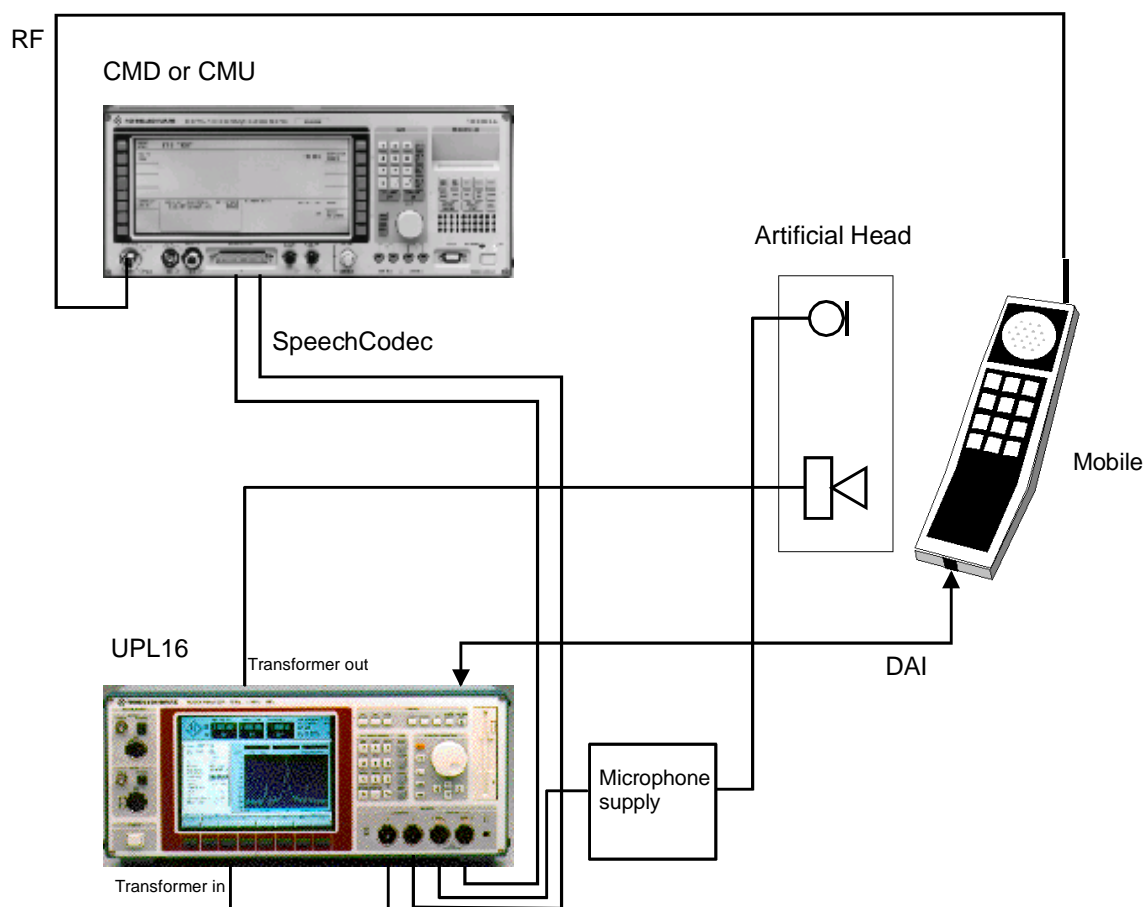 RF
CMD or CMU
Artificial Head
SpeechCodec
Mobile
UPL16
Transformer out
DAI
Microphone
supply
Transformer in